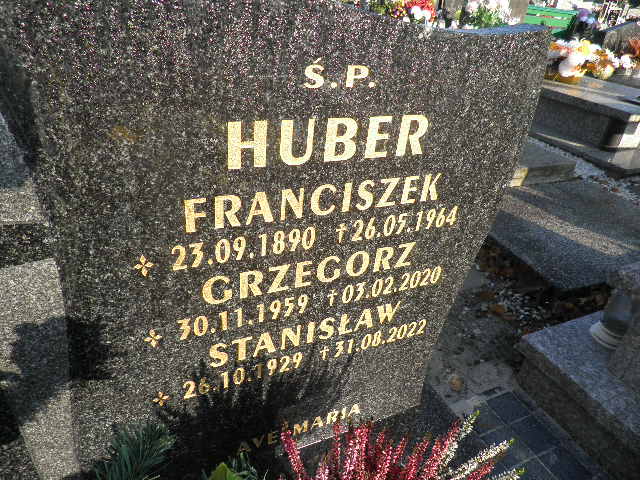 Ś.P.
HUBER
FRANCISZEK
23.09.1890 †26.05.1964
GRZEGORZ
30.11.1959 †03.02.2020
STANISŁAW
26.10.1929 †31.08.2022
AVE MARIA